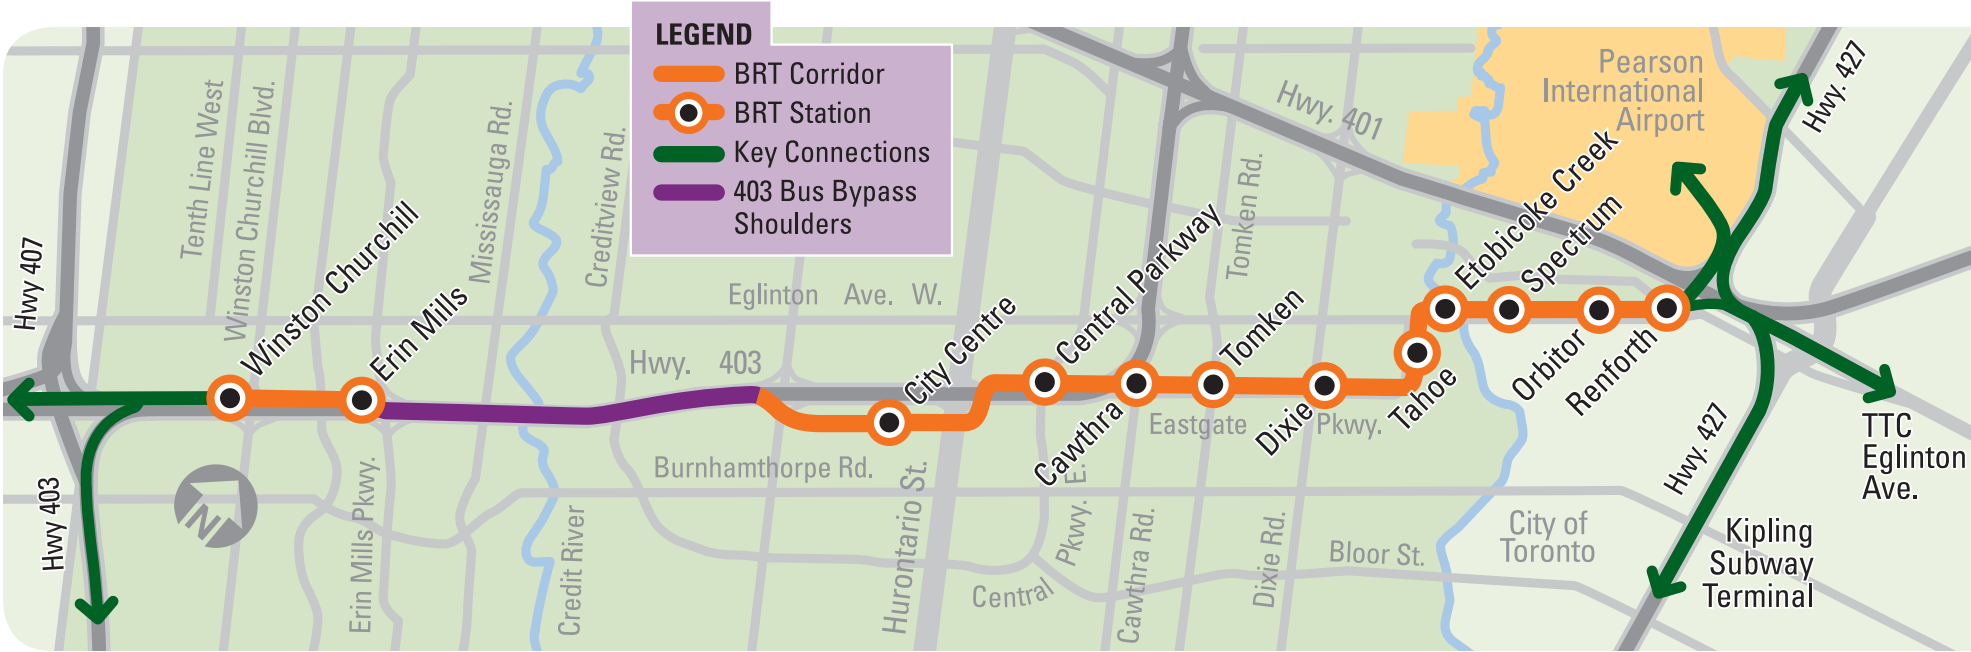 LEGEND
BRT Corridor
BRT Station
Key Connections
403 Bus Bypass
Shoulders
Hwy 407
Hwy 403
Tenth Line West
Winston Churchill Blvd.
Winston Churchill
Erin Mills
Erin Mills Pkwy.
Mississauga Rd.
Credit River
Creditview Rd.
Hwy. 403
Eglinton Ave. W.
Burnhamthorpe Rd.
City Centre
Hurontario St.
Central Parkway
Central
Pkwy. E.
Cawthra
Cawthra Rd.
Tomken
Tomken Rd.
Eastgate Pkwy.
Dixie
Dixie Rd.
Bloor St.
Tahoe
Etobicoke Creek
Spectrum
Orbitor
Renforth
Hwy. 401
Pearson
International
Airport
Hwy. 427
Hwy. 427
TTC
Eglinton
Ave.
City of
Toronto
Kipling
Subway
Terminal
N